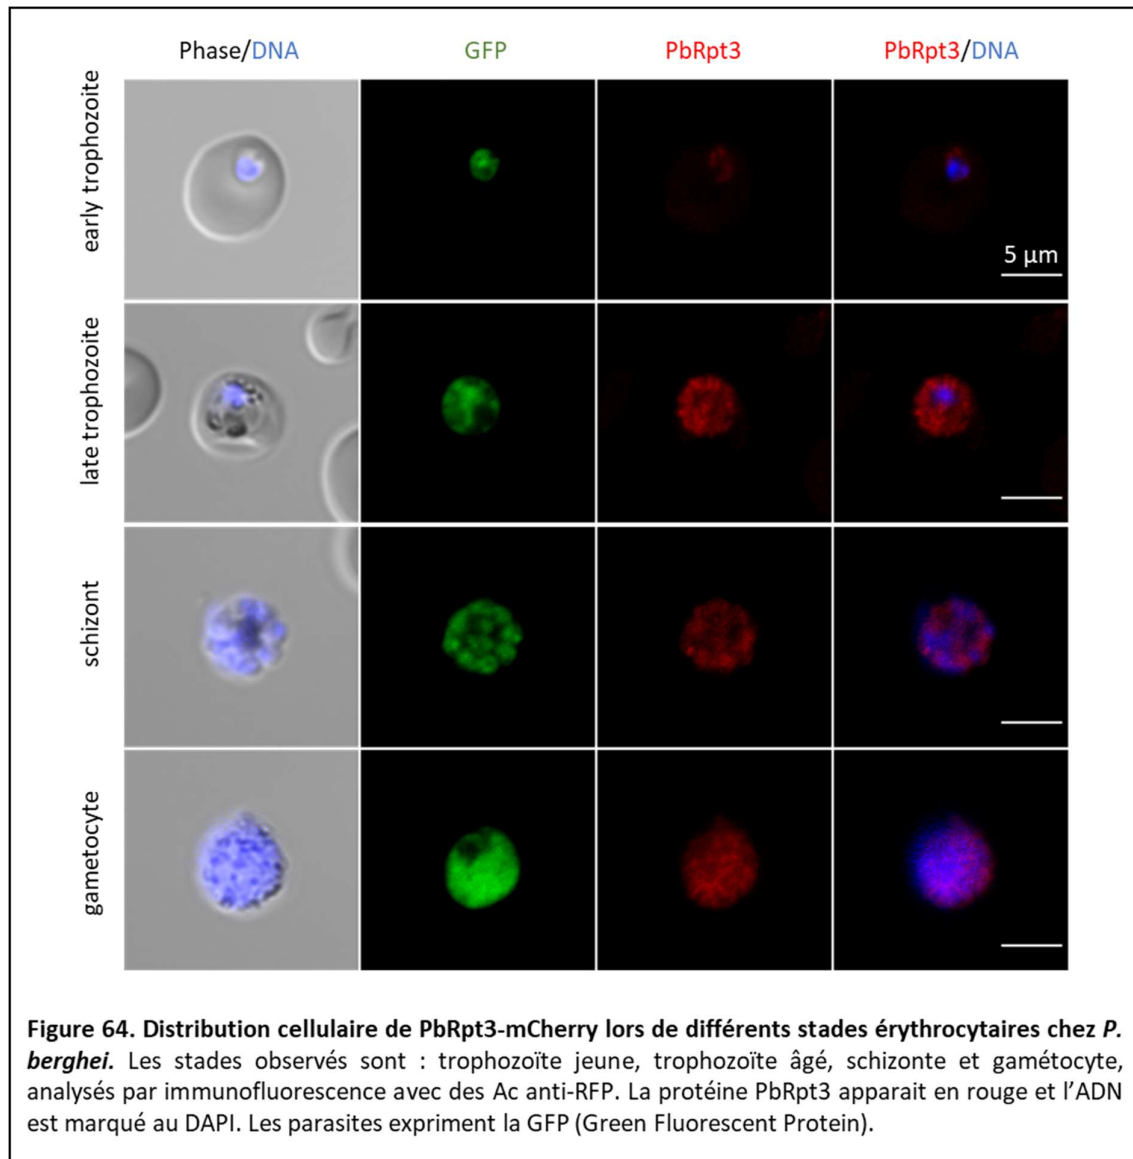 Phase/DNA GFP PbRpt3 PbRpt3/DNA
early trophozoite
5 µm
late trophozoite
schizont
gametocyte
Figure 64. Distribution cellulaire de PbRpt3-mCherry lors de différents stades érythrocytaires chez P.
berghei. Les stades observés sont : trophozoïte jeune, trophozoïte âgé, schizonte et gamétocyte,
analysés par immunofluorescence avec des Ac anti-RFP. La protéine PbRpt3 apparait en rouge et l’ADN
est marqué au DAPI. Les parasites expriment la GFP (Green Fluorescent Protein).